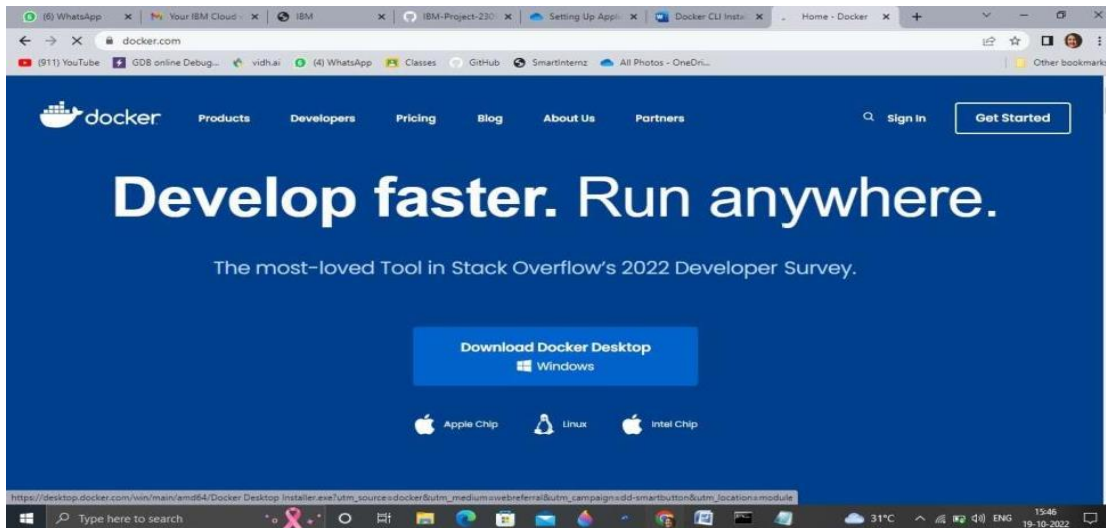 (6) WhatsApp
Your IBM Cloud
IBM
IBM-Project-230
Setting Up Appli
Docker CLI Instal
Home - Docker
docker.com
(911) YouTube
GDB online Debug...
vidh.ai
(4) WhatsApp
Classes
GitHub
SmartInternz
All Photos - OneDri...
Other bookmarks
docker
Products
Developers
Pricing
Blog
About Us
Partners
Sign In
Get Started
Develop faster. Run anywhere.
The most-loved Tool in Stack Overflow's 2022 Developer Survey.
Download Docker Desktop
Windows
Apple Chip
Linux
Intel Chip
https://desktop.docker.com/win/main/amd64/Docker Desktop Installer.exe?utm_source=docker&utm_medium=webreferral&utm_campaign=dd-smartbutton&utm_location=module
Type here to search
31°C
ENG
15:46
19-10-2022